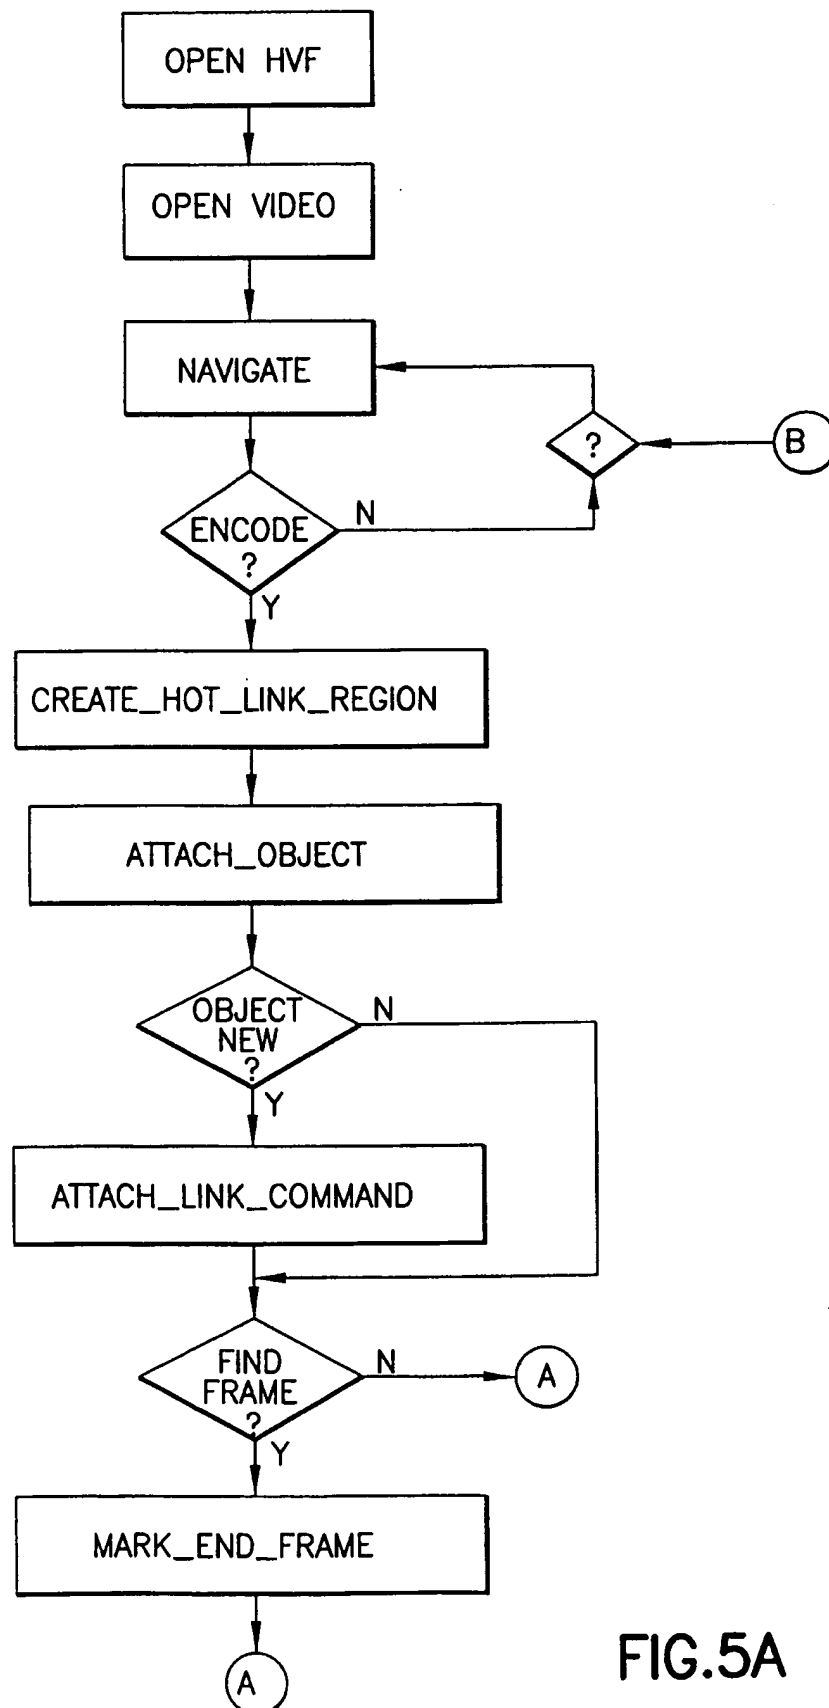 OPEN HVF
OPEN VIDEO
NAVIGATE
?
B
ENCODE
?
N
Y
CREATE_HOT_LINK_REGION
ATTACH_OBJECT
OBJECT
NEW
?
N
Y
ATTACH_LINK_COMMAND
FIND
FRAME
?
N
A
Y
MARK_END_FRAME
A
FIG.5A